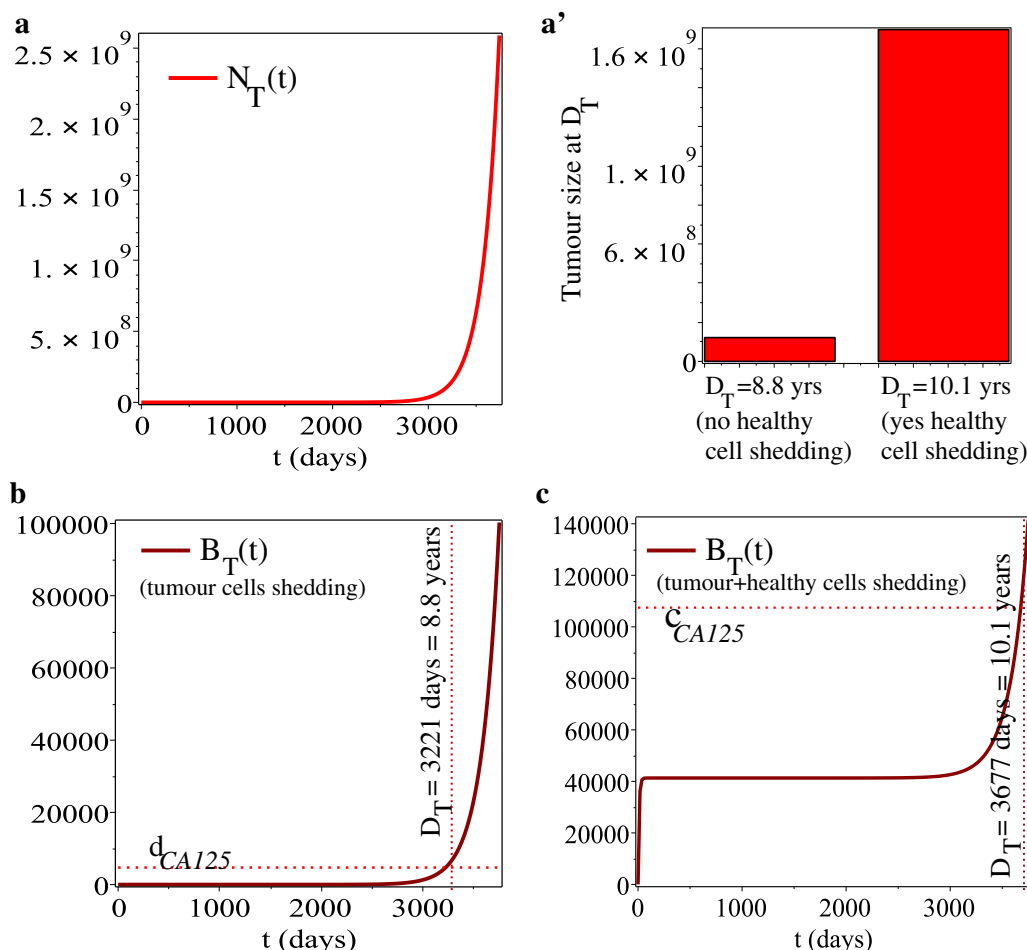 a
2.5 × 10^9
2. × 10^9
1.5 × 10^9
1. × 10^9
5. × 10^8
0
N_T(t)
0 1000 2000 3000
t (days)
a’
Tumour size at D_T
1.6 × 10^9
1. × 10^9
6. × 10^8
0
D_T=8.8 yrs
(no healthy
cell shedding)
D_T=10.1 yrs
(yes healthy
cell shedding)
b
100000
80000
60000
40000
20000
0
B_T(t)
(tumour cells shedding)
D_T= 3221 days = 8.8 years
d_CA125
0 1000 2000 3000
t (days)
c
140000
120000
100000
80000
60000
40000
20000
0
B_T(t)
(tumour+healthy cells shedding)
c_CA125
D_T= 3677 days = 10.1 years
0 1000 2000 3000
t (days)